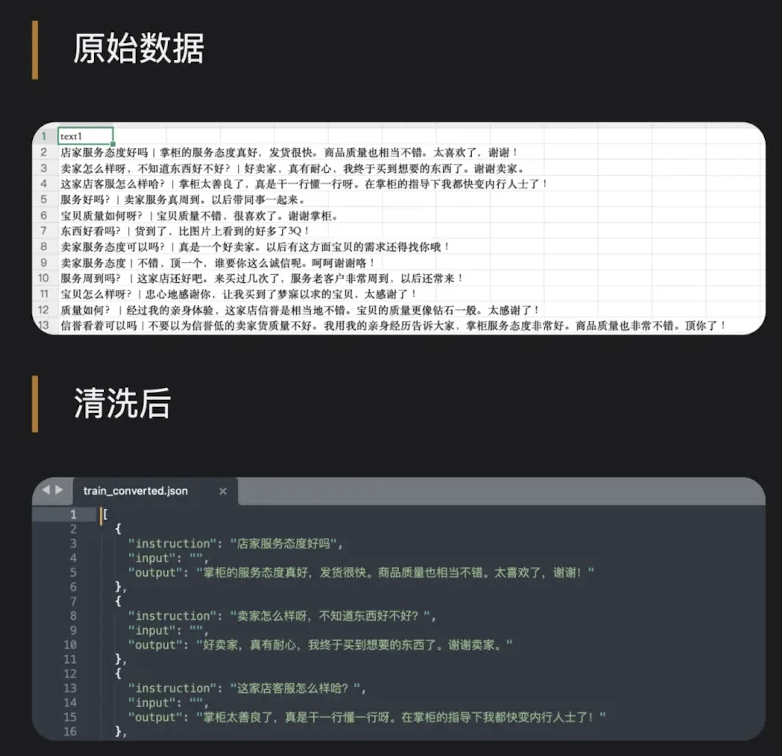 原始数据
1 text1
2 店家服务态度好吗 | 掌柜的服务态度真好，发货很快。商品质量也相当不错。太喜欢了，谢谢！
3 卖家怎么样呀，不知道东西好不好？ | 好卖家，真有耐心，我终于买到想要的东西了。谢谢卖家。
4 这家店客服怎么样哈？ | 掌柜太善良了，真是干一行懂一行呀。在掌柜的指导下我都快变内行人士了！
5 服务好吗？ | 卖家服务真周到。以后带同事一起来。
6 宝贝质量如何呀？ | 宝贝质量不错，很喜欢了。谢谢掌柜。
7 东西好看吗？ | 货到了，比图片上看到的好多了3Q！
8 卖家服务态度可以吗？ | 真是一个好卖家。以后有这方面宝贝的需求还得找你哦！
9 卖家服务态度 | 不错，顶一个，谁要你这么诚信呢。呵呵谢谢咯！
10 服务周到吗？ | 这家店还好吧。来买过几次了，服务老客户非常周到，以后还常来！
11 宝贝怎么样呀？ | 忠心地感谢你，让我买到了梦寐以求的宝贝，太感谢了！
12 质量如何？ | 经过我的亲身体验，这家店信誉是相当地不错。宝贝的质量更像钻石一般。太感谢了！
13 信誉看着可以吗 | 不要以为信誉低的卖家货质量不好。我用我的亲身经历告诉大家，掌柜服务态度非常好。商品质量也非常不错。顶你了！
清洗后
train_converted.json ×
1 [
2 {
3 "instruction": "店家服务态度好吗",
4 "input": "",
5 "output": "掌柜的服务态度真好，发货很快。商品质量也相当不错。太喜欢了，谢谢！"
6 },
7 {
8 "instruction": "卖家怎么样呀，不知道东西好不好？",
9 "input": "",
10 "output": "好卖家，真有耐心，我终于买到想要的东西了。谢谢卖家。"
11 },
12 {
13 "instruction": "这家店客服怎么样哈？",
14 "input": "",
15 "output": "掌柜太善良了，真是干一行懂一行呀。在掌柜的指导下我都快变内行人士了！"
16 },